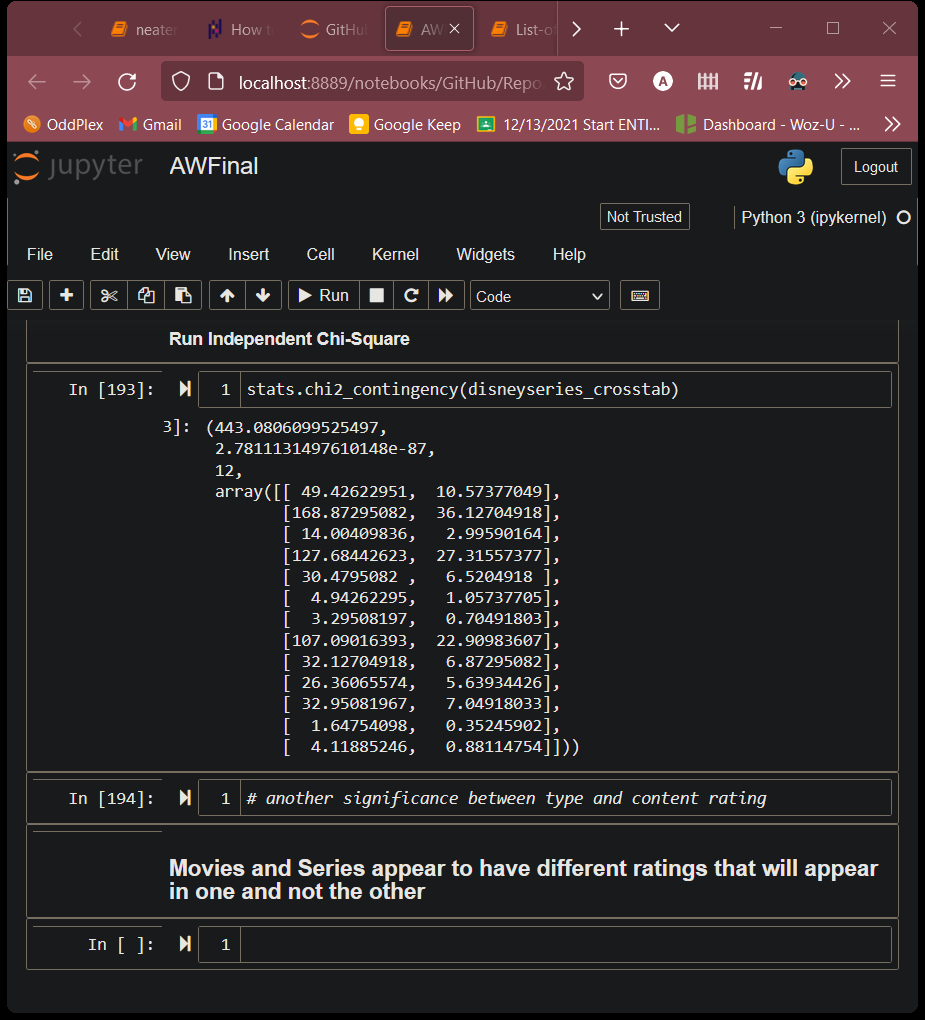 neate
How t
GitHu
AW
List-o
localhost:8889/notebooks/GitHub/Repo
OddPlex
Gmail
31
Google Calendar
Google Keep
12/13/2021 Start ENTI...
Dashboard - Woz-U - ...
jupyter
AWFinal
Logout
Not Trusted
Python 3 (ipykernel)
File
Edit
View
Insert
Cell
Kernel
Widgets
Help
Run
Code
Run Independent Chi-Square
In [193]:
1 stats.chi2_contingency(disneyseries_crosstab)
3]: (443.0806099525497,
2.7811131497610148e-87,
12,
array([[ 49.42622951,  10.57377049],
[168.87295082,  36.12704918],
[ 14.00409836,   2.99590164],
[127.68442623,  27.31557377],
[ 30.4795082 ,   6.5204918 ],
[  4.94262295,   1.05737705],
[  3.29508197,   0.70491803],
[107.09016393,  22.90983607],
[ 32.12704918,   6.87295082],
[ 26.36065574,   5.63934426],
[ 32.95081967,   7.04918033],
[  1.64754098,   0.35245902],
[  4.11885246,   0.88114754]]))
In [194]:
1 # another significance between type and content rating
Movies and Series appear to have different ratings that will appear
in one and not the other
In [ ]:
1